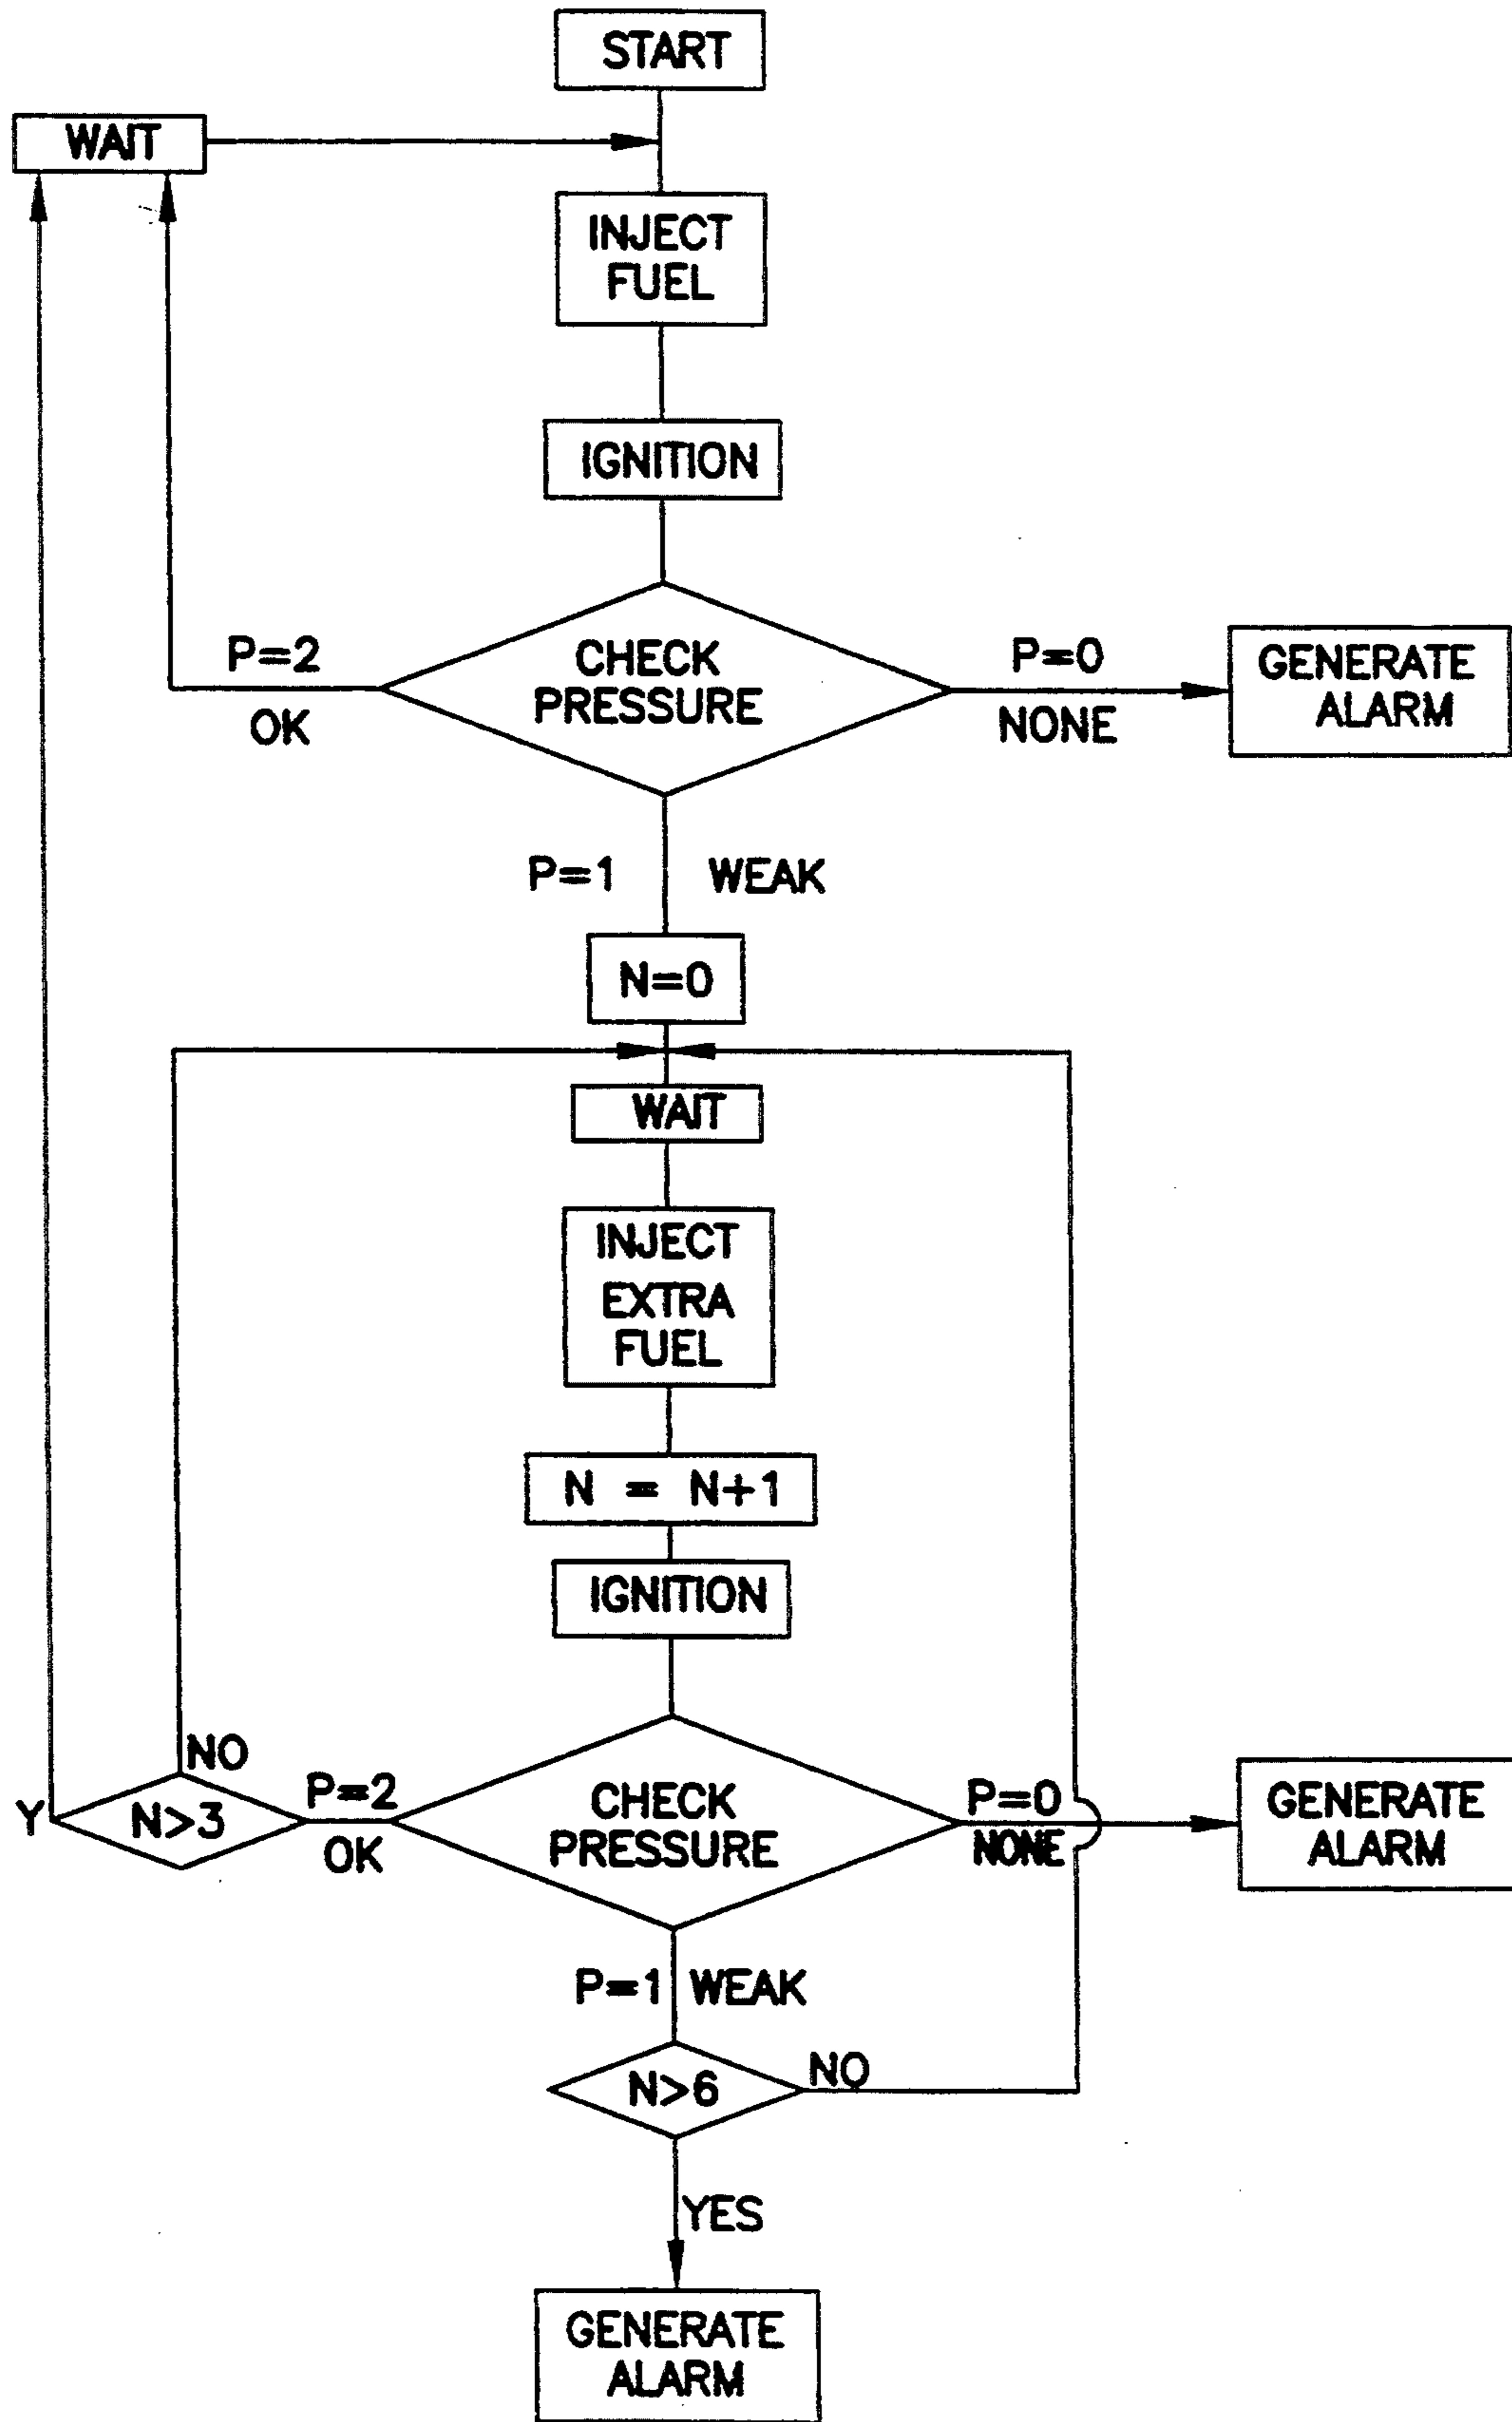 START
WAIT
INJECT
FUEL
IGNITION
CHECK
PRESSURE
P=2
OK
P=0
NONE
GENERATE
ALARM
P=1 WEAK
N=0
WAIT
INJECT
EXTRA
FUEL
N = N+1
IGNITION
CHECK
PRESSURE
P=2
OK
NO
N>3
Y
P=0
NONE
GENERATE
ALARM
P=1 WEAK
N>6
NO
YES
GENERATE
ALARM